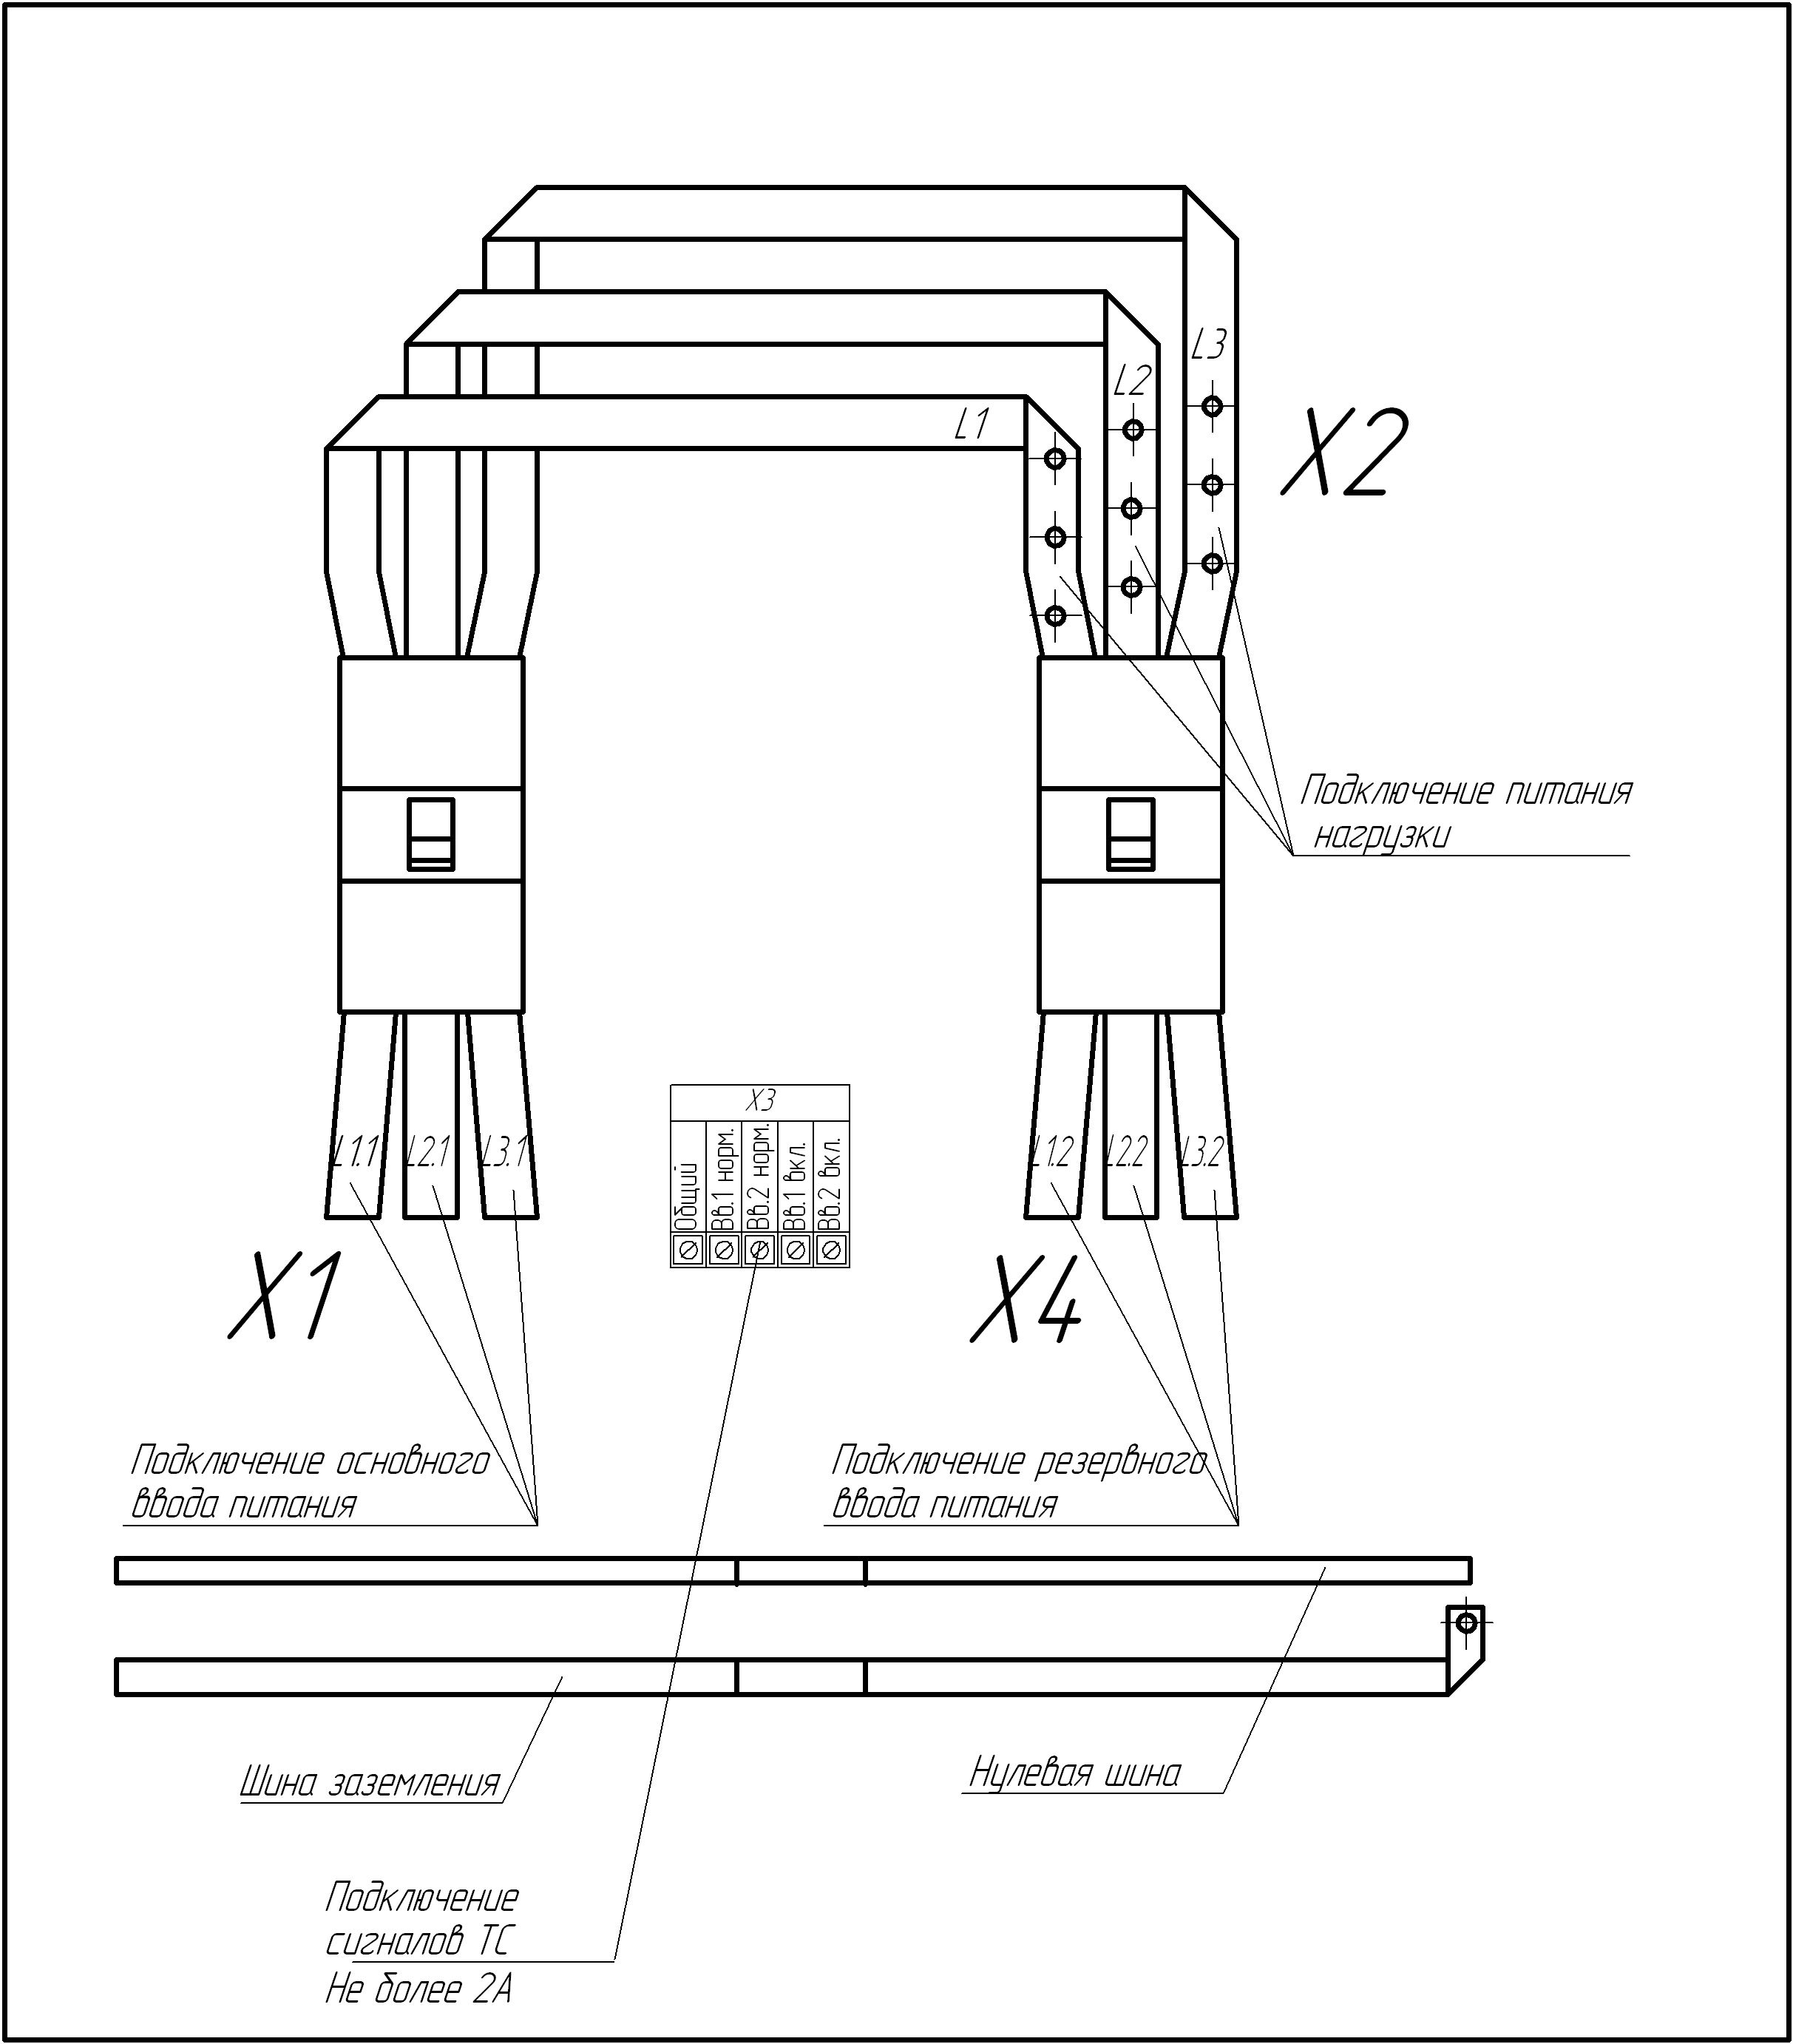 L3
L2
L1
X2
Подключение питания
нагрузки
X3
Общий
Вв.1 норм.
Вв.2 норм.
Вв.1 вкл.
Вв.2 вкл.
L1.1
L2.1
L3.1
L1.2
L2.2
L3.2
X1
X4
Подключение основного
ввода питания
Подключение резервного
ввода питания
Шина заземления
Нулевая шина
Подключение
сигналов ТС
Не более 2А